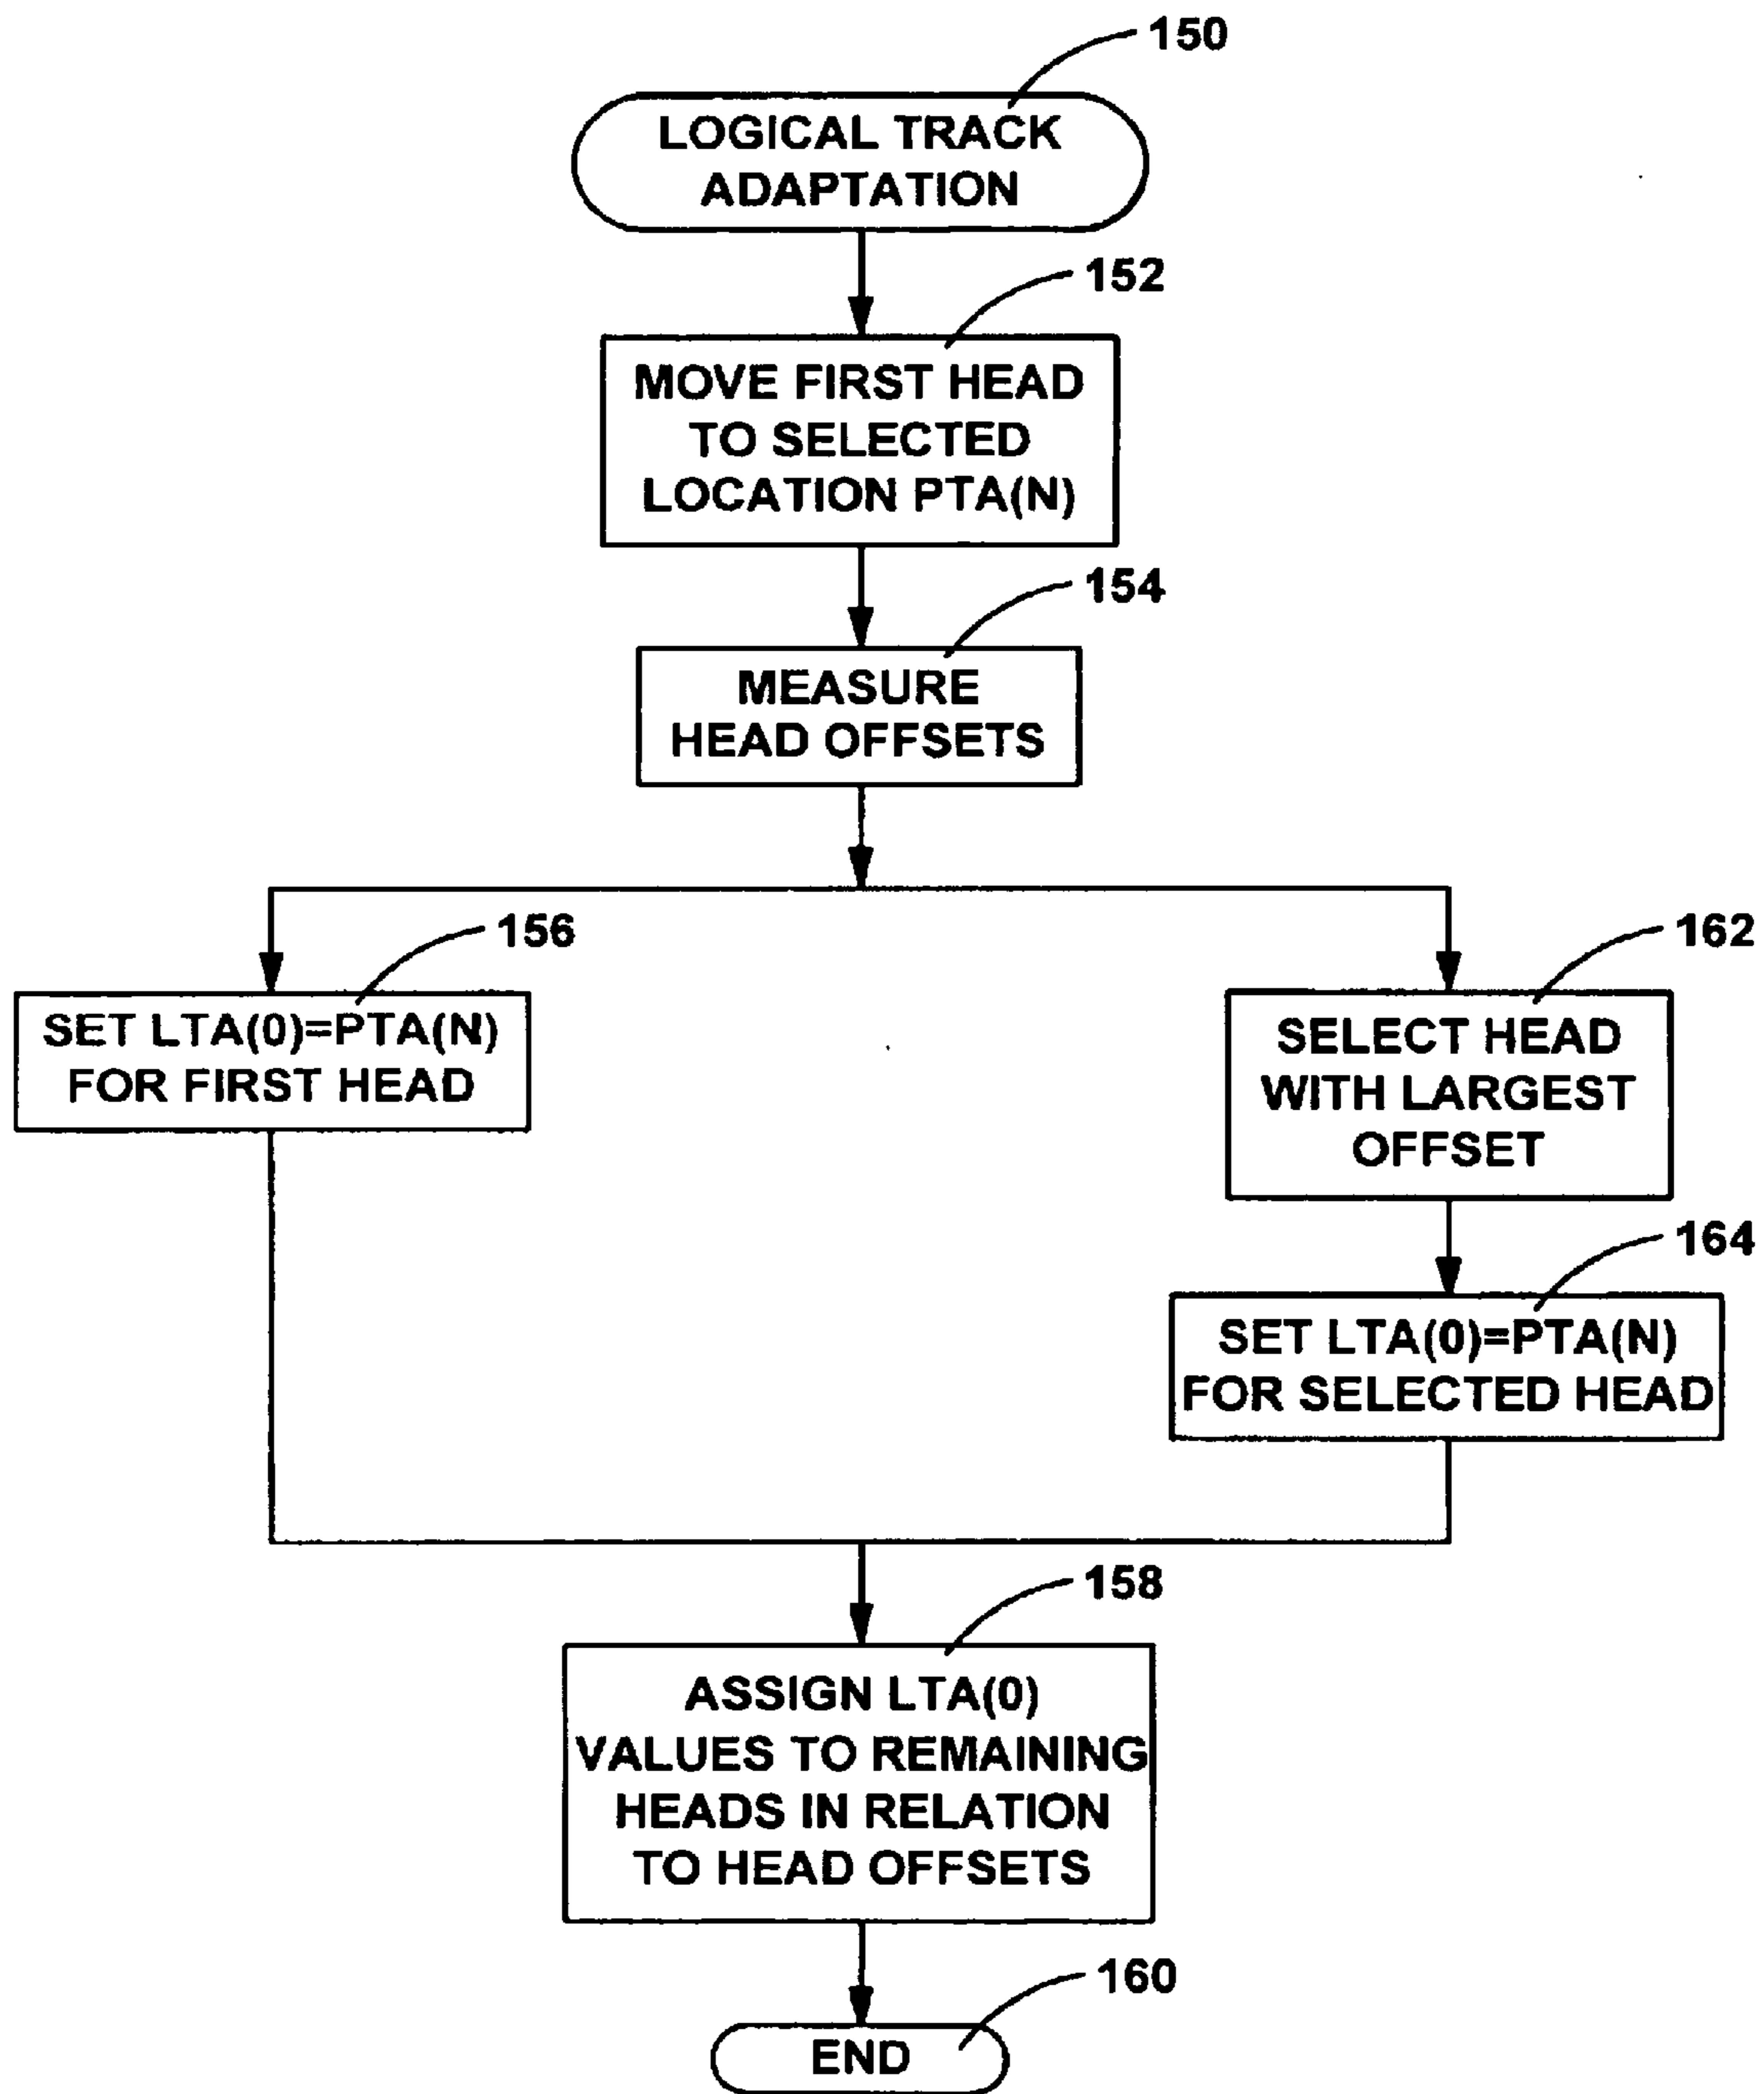 150
LOGICAL TRACK
ADAPTATION
152
MOVE FIRST HEAD
TO SELECTED
LOCATION PTA(N)
154
MEASURE
HEAD OFFSETS
156
SET LTA(0)=PTA(N)
FOR FIRST HEAD
162
SELECT HEAD
WITH LARGEST
OFFSET
164
SET LTA(0)=PTA(N)
FOR SELECTED HEAD
158
ASSIGN LTA(0)
VALUES TO REMAINING
HEADS IN RELATION
TO HEAD OFFSETS
160
END